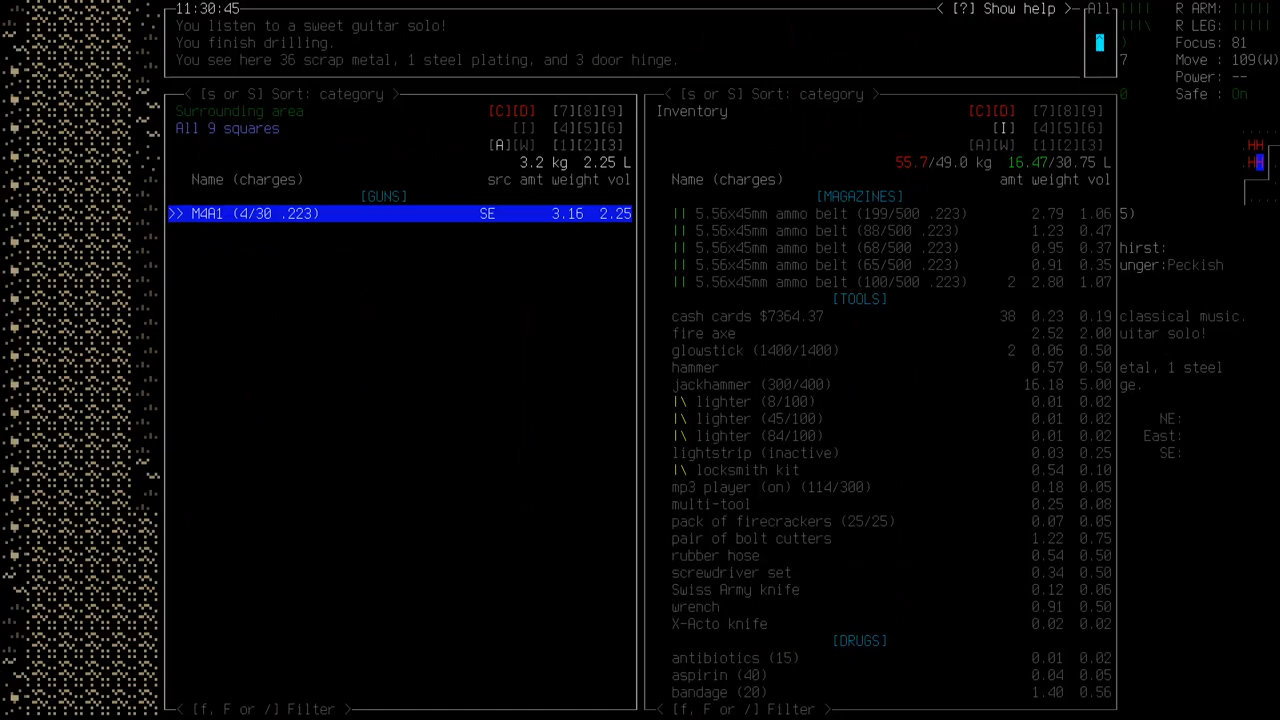 11:30:45 < [?] Show help > All R ARM:
You listen to a sweet guitar solo! R LEG:
You finish drilling. Focus: 81
You see here 36 scrap metal, 1 steel plating, and 3 door hinge. 7 Move : 109(W)
Power: --
0 Safe : On
< [s or S] Sort: category > < [s or S] Sort: category >
Surrounding area [C][D] [7][8][9] Inventory [C][D] [7][8][9]
All 9 squares [I] [4][5][6] [I] [4][5][6]
[A][W] [1][2][3] [A][W] [1][2][3]
3.2 kg 2.25 L 55.7/49.0 kg 16.47/30.75 L
Name (charges) src amt weight vol Name (charges) amt weight vol
[GUNS] [MAGAZINES]
>> M4A1 (4/30 .223) SE 3.16 2.25 || 5.56x45mm ammo belt (199/500 .223) 2.79 1.06 5)
|| 5.56x45mm ammo belt (88/500 .223) 1.23 0.47
|| 5.56x45mm ammo belt (68/500 .223) 0.95 0.37 hirst:
|| 5.56x45mm ammo belt (65/500 .223) 0.91 0.35 unger:Peckish
|| 5.56x45mm ammo belt (100/500 .223) 2 2.80 1.07
[TOOLS]
cash cards $7364.37 38 0.23 0.19 classical music.
fire axe 2.52 2.00 uitar solo!
glowstick (1400/1400) 2 0.06 0.50
hammer 0.57 0.50 etal, 1 steel
jackhammer (300/400) 16.18 5.00 ge.
|\ lighter (8/100) 0.01 0.02
|\ lighter (45/100) 0.01 0.02 NE:
|\ lighter (84/100) 0.01 0.02 East:
lightstrip (inactive) 0.03 0.25 SE:
|\ locksmith kit 0.54 0.10
mp3 player (on) (114/300) 0.18 0.05
multi-tool 0.25 0.08
pack of firecrackers (25/25) 0.07 0.05
pair of bolt cutters 1.22 0.75
rubber hose 0.54 0.50
screwdriver set 0.34 0.50
Swiss Army knife 0.12 0.06
wrench 0.91 0.50
X-Acto knife 0.02 0.02
[DRUGS]
antibiotics (15) 0.01 0.02
aspirin (40) 0.04 0.05
bandage (20) 1.40 0.56
< [f, F or /] Filter > < [f, F or /] Filter >